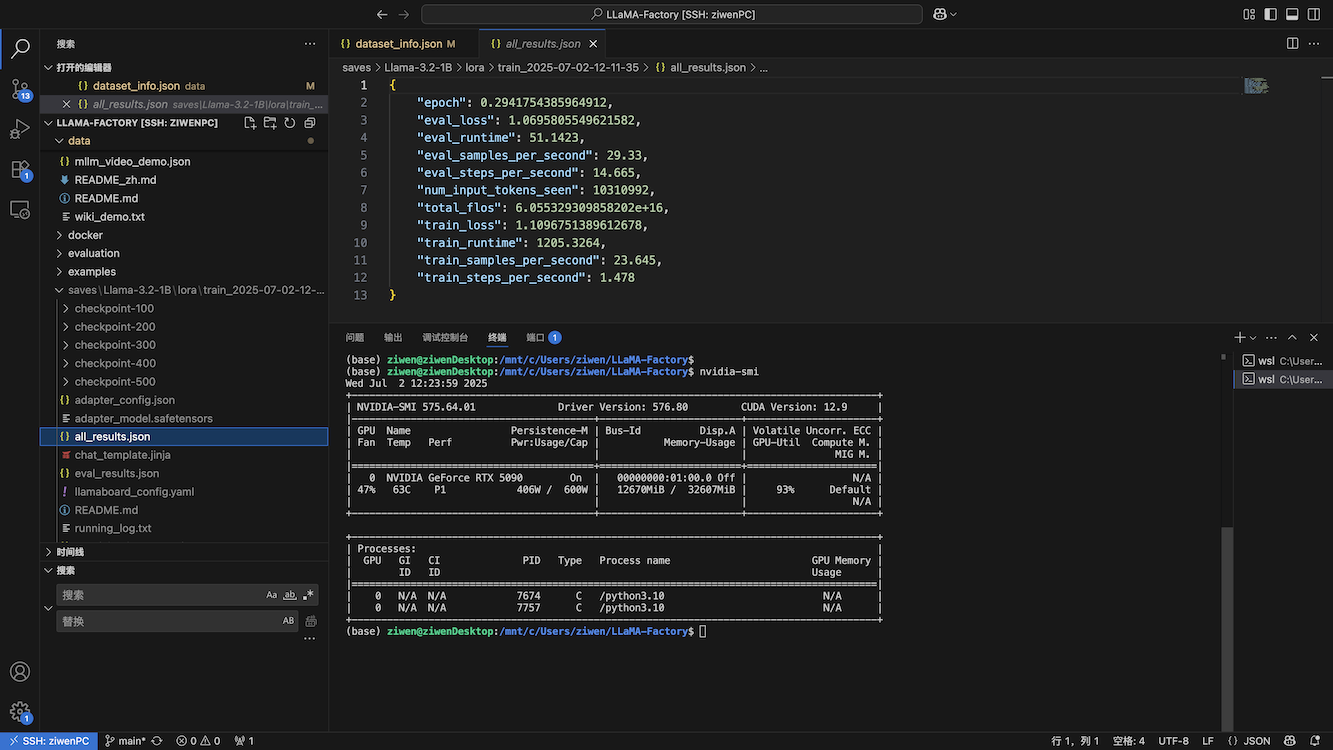 LLaMA-Factory [SSH: ziwenPC]
搜索
打开的编辑器
{} dataset_info.json data M
{} all_results.json saves\Llama-3.2-1B\lora\train_...
LLAMA-FACTORY [SSH: ZIWENPC]
data
{} mllm_video_demo.json
README_zh.md
README.md
wiki_demo.txt
docker
evaluation
examples
saves\Llama-3.2-1B\lora\train_2025-07-02-12-...
checkpoint-100
checkpoint-200
checkpoint-300
checkpoint-400
checkpoint-500
{} adapter_config.json
adapter_model.safetensors
{} all_results.json
chat_template.jinja
{} eval_results.json
! llamaboard_config.yaml
README.md
running_log.txt
时间线
搜索
搜索 Aa ab .*
替换 AB
...
13
1
1
{} dataset_info.json M
{} all_results.json
saves > Llama-3.2-1B > lora > train_2025-07-02-12-11-35 > {} all_results.json > ...
1 {
2 "epoch": 0.2941754385964912,
3 "eval_loss": 1.0695805549621582,
4 "eval_runtime": 51.1423,
5 "eval_samples_per_second": 29.33,
6 "eval_steps_per_second": 14.665,
7 "num_input_tokens_seen": 10310992,
8 "total_flos": 6.055329309858202e+16,
9 "train_loss": 1.1096751389612678,
10 "train_runtime": 1205.3264,
11 "train_samples_per_second": 23.645,
12 "train_steps_per_second": 1.478
13 }
问题 输出 调试控制台 终端 端口 1
(base) ziwen@ziwenDesktop:/mnt/c/Users/ziwen/LLaMA-Factory$
(base) ziwen@ziwenDesktop:/mnt/c/Users/ziwen/LLaMA-Factory$ nvidia-smi
Wed Jul  2 12:23:59 2025
| NVIDIA-SMI 575.64.01 Driver Version: 576.80 CUDA Version: 12.9 |
| GPU Name Persistence-M | Bus-Id Disp.A | Volatile Uncorr. ECC |
| Fan Temp Perf Pwr:Usage/Cap | Memory-Usage | GPU-Util Compute M. |
| | | MIG M. |
| 0 NVIDIA GeForce RTX 5090 On | 00000000:01:00.0 Off | N/A |
| 47% 63C P1 406W / 600W | 12670MiB / 32607MiB | 93% Default |
| | | N/A |
| Processes: |
| GPU GI CI PID Type Process name GPU Memory |
| ID ID Usage |
| 0 N/A N/A 7674 C /python3.10 N/A |
| 0 N/A N/A 7757 C /python3.10 N/A |
(base) ziwen@ziwenDesktop:/mnt/c/Users/ziwen/LLaMA-Factory$
wsl C:\User...
wsl C:\User...
SSH: ziwenPC main* 0 0 1 行 1, 列 1 空格: 4 UTF-8 LF {} JSON